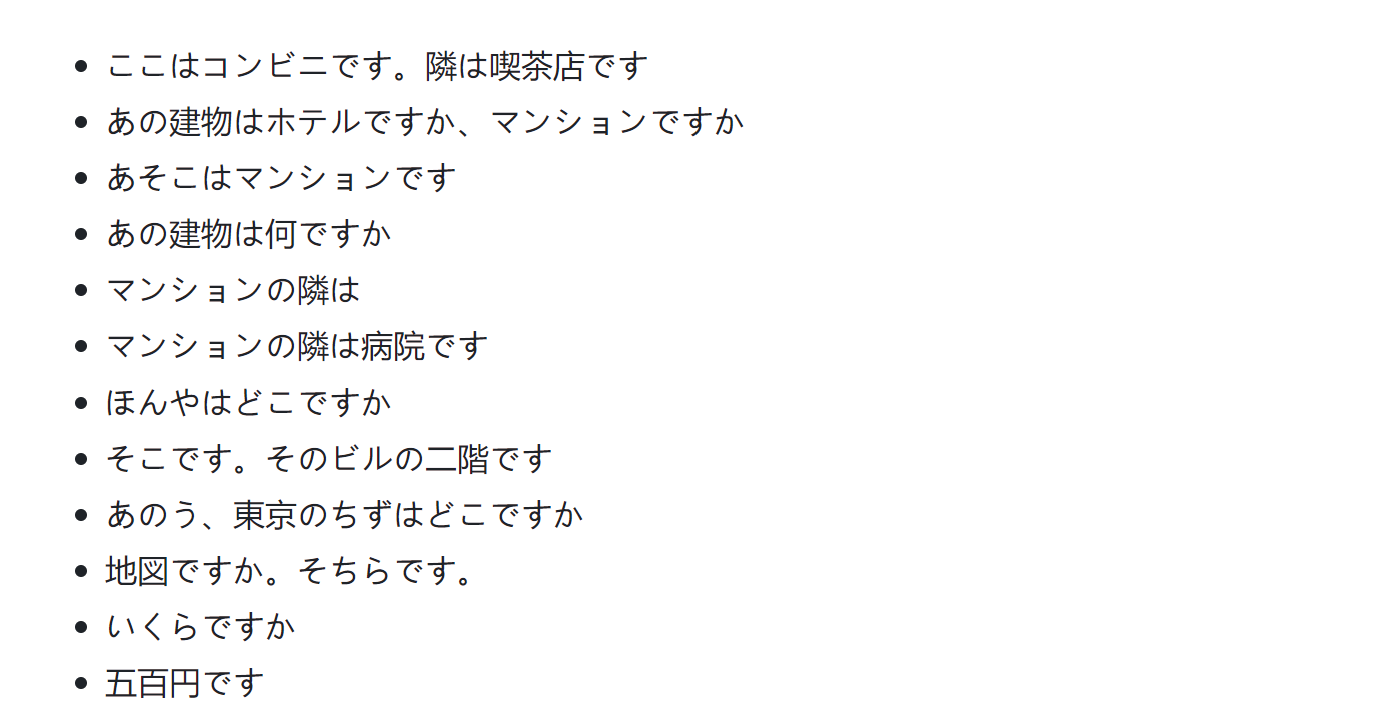 ここはコンビニです。隣は喫茶店です
あの建物はホテルですか、マンションですか
あそこはマンションです
あの建物は何ですか
マンションの隣は
マンションの隣は病院です
ほんやはどこですか
そこです。そのビルの二階です
あのう、東京のちずはどこですか
地図ですか。そちらです。
いくらですか
五百円です